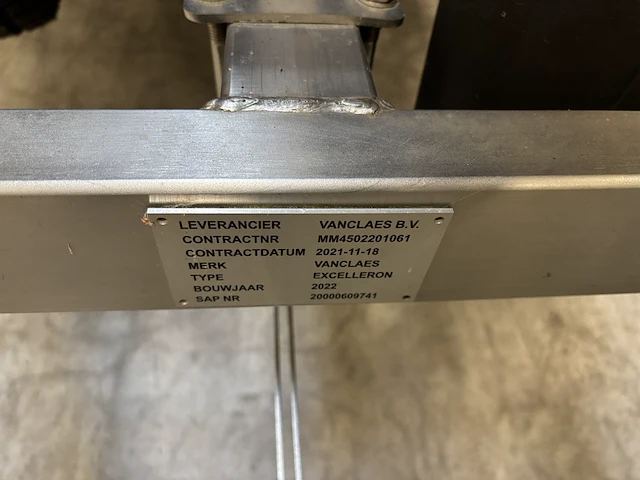 LEVERANCIER VANCLAES B.V.
CONTRACTNR MM4502201061
CONTRACTDATUM 2021-11-18
MERK VANCLAES
TYPE EXCELLERON
BOUWJAAR 2022
SAP NR 20000609741